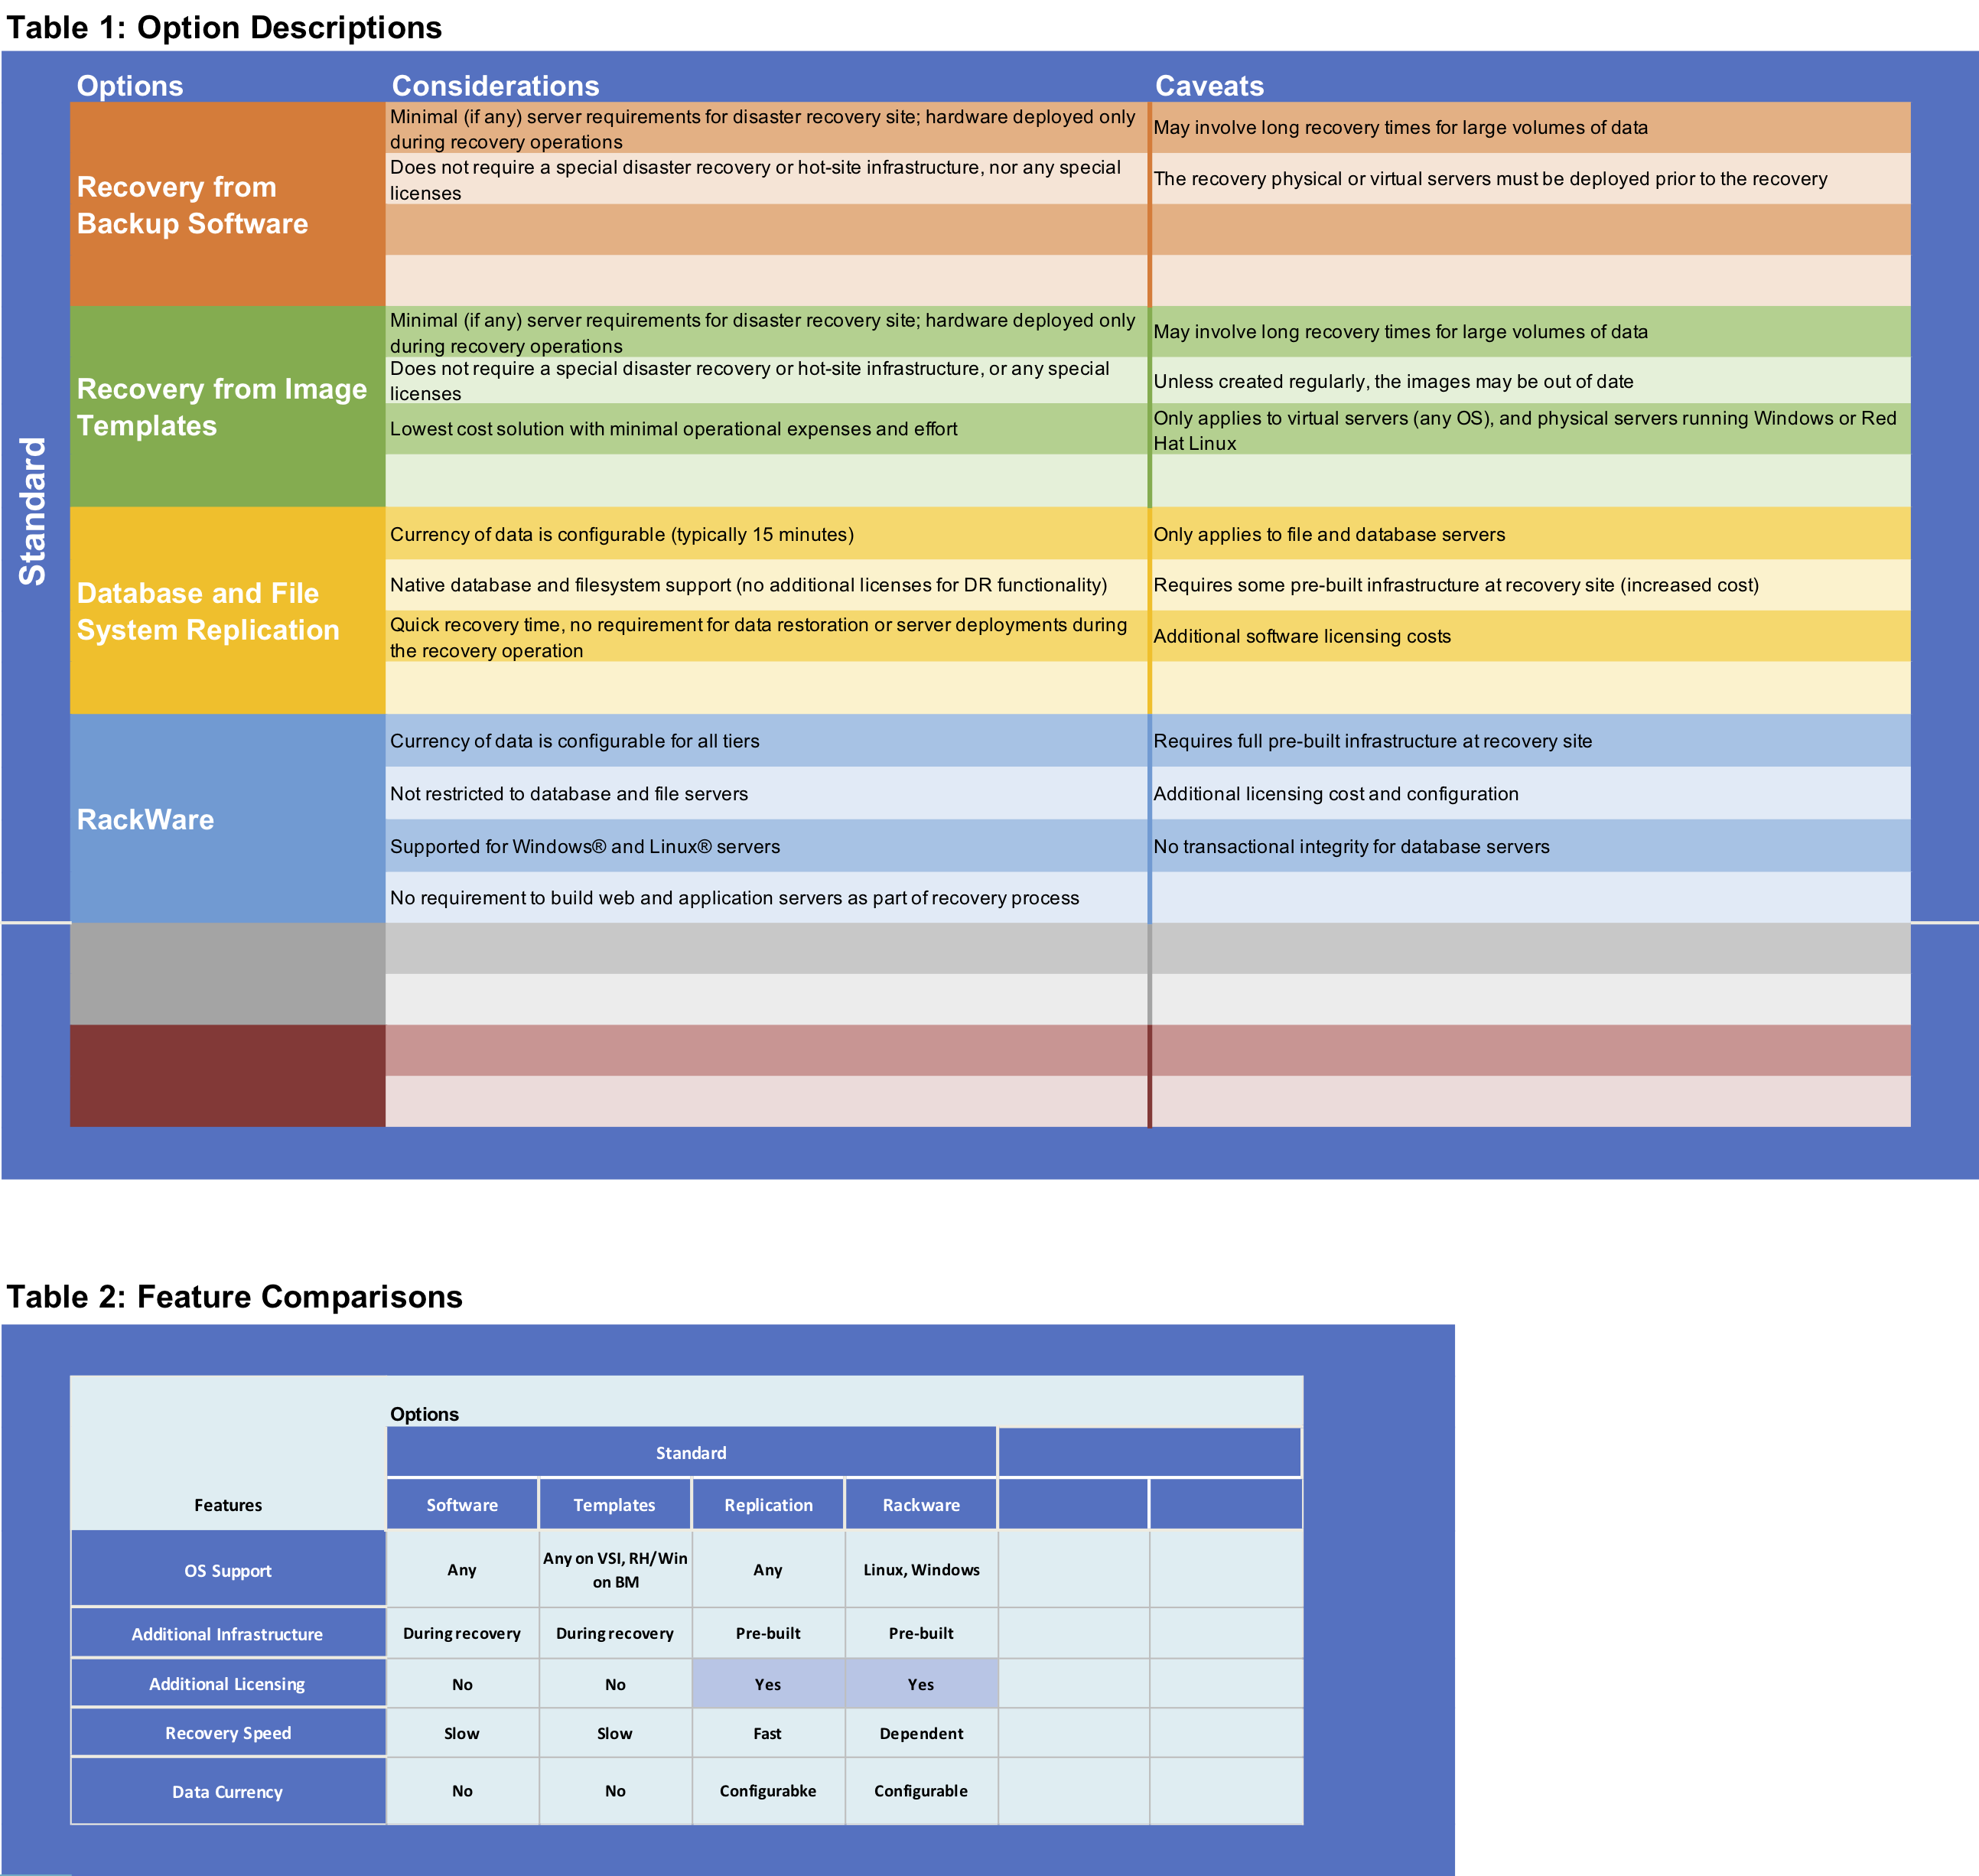 Table 1: Option Descriptions
Options Considerations Caveats
Standard
Recovery from
Backup Software
Minimal (if any) server requirements for disaster recovery site; hardware deployed only
during recovery operations
May involve long recovery times for large volumes of data
Does not require a special disaster recovery or hot-site infrastructure, nor any special
licenses
The recovery physical or virtual servers must be deployed prior to the recovery
Recovery from Image
Templates
Minimal (if any) server requirements for disaster recovery site; hardware deployed only
during recovery operations
May involve long recovery times for large volumes of data
Does not require a special disaster recovery or hot-site infrastructure, or any special
licenses
Unless created regularly, the images may be out of date
Lowest cost solution with minimal operational expenses and effort
Only applies to virtual servers (any OS), and physical servers running Windows or Red
Hat Linux
Database and File
System Replication
Currency of data is configurable (typically 15 minutes)
Only applies to file and database servers
Native database and filesystem support (no additional licenses for DR functionality)
Requires some pre-built infrastructure at recovery site (increased cost)
Quick recovery time, no requirement for data restoration or server deployments during
the recovery operation
Additional software licensing costs
RackWare
Currency of data is configurable for all tiers
Requires full pre-built infrastructure at recovery site
Not restricted to database and file servers
Additional licensing cost and configuration
Supported for Windows® and Linux® servers
No transactional integrity for database servers
No requirement to build web and application servers as part of recovery process
Table 2: Feature Comparisons
Options
Standard
Features Software Templates Replication Rackware
OS Support
Any
Any on VSI, RH/Win
on BM
Any
Linux, Windows
Additional Infrastructure During recovery During recovery Pre-built Pre-built
Additional Licensing No No Yes Yes
Recovery Speed Slow Slow Fast Dependent
Data Currency No No Configurabke Configurable